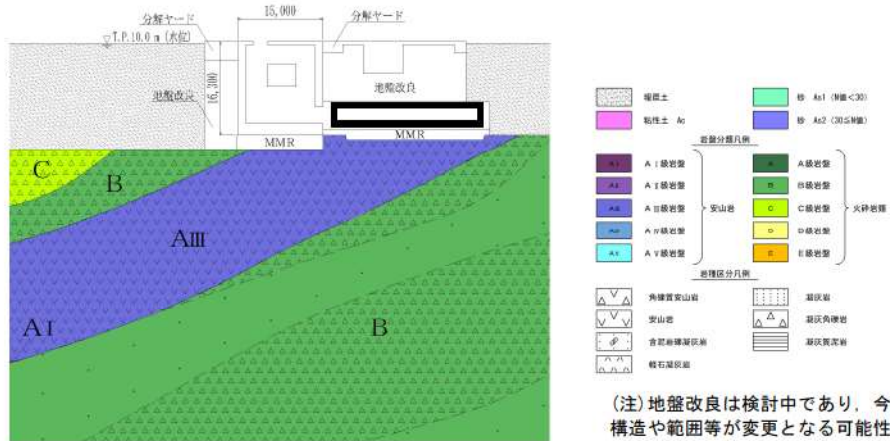 分解ヤード
15,000
分解ヤード
T.P.10.0 m (水位)
16,300
地盤改良
地盤改良
MMR
MMR
C
B
AIII
AI
B
埋戻土
砂 As1 (N値<30)
粘性土 Ac
砂 As2 (30≦N値)
岩盤分類凡例
AI AⅠ級岩盤
A A級岩盤
AⅡ級岩盤
B B級岩盤
AⅢ級岩盤
安山岩
C C級岩盤
火砕岩類
AⅣ級岩盤
D D級岩盤
AⅤ級岩盤
E E級岩盤
岩種区分凡例
角礫質安山岩
凝灰岩
安山岩
凝灰角礫岩
含泥岩礫凝灰岩
凝灰質泥岩
軽石凝灰岩
(注)地盤改良は検討中であり,今
構造や範囲等が変更となる可能性